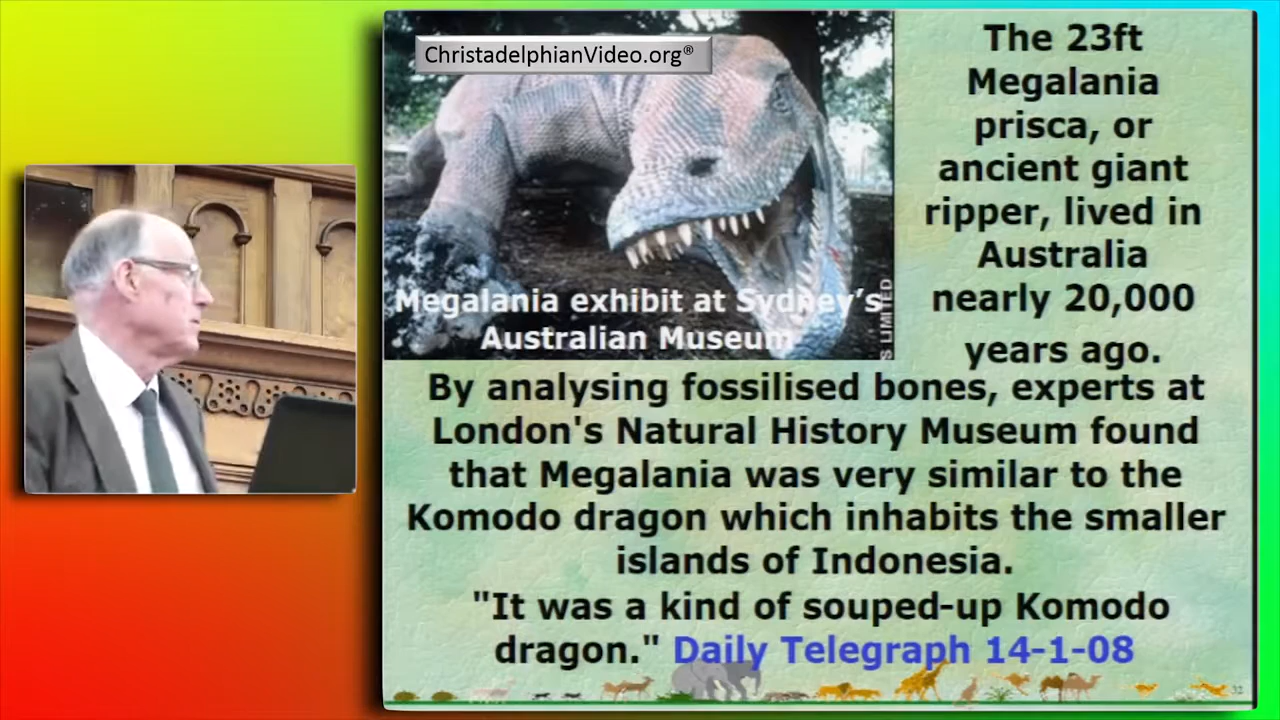 ChristadelphianVideo.org®
Megalania exhibit at Sydney's
Australian Museum
S LIMITED
The 23ft
Megalania
prisca, or
ancient giant
ripper, lived in
Australia
nearly 20,000
years ago.
By analysing fossilised bones, experts at
London's Natural History Museum found
that Megalania was very similar to the
Komodo dragon which inhabits the smaller
islands of Indonesia.
"It was a kind of souped-up Komodo
dragon." Daily Telegraph 14-1-08
32